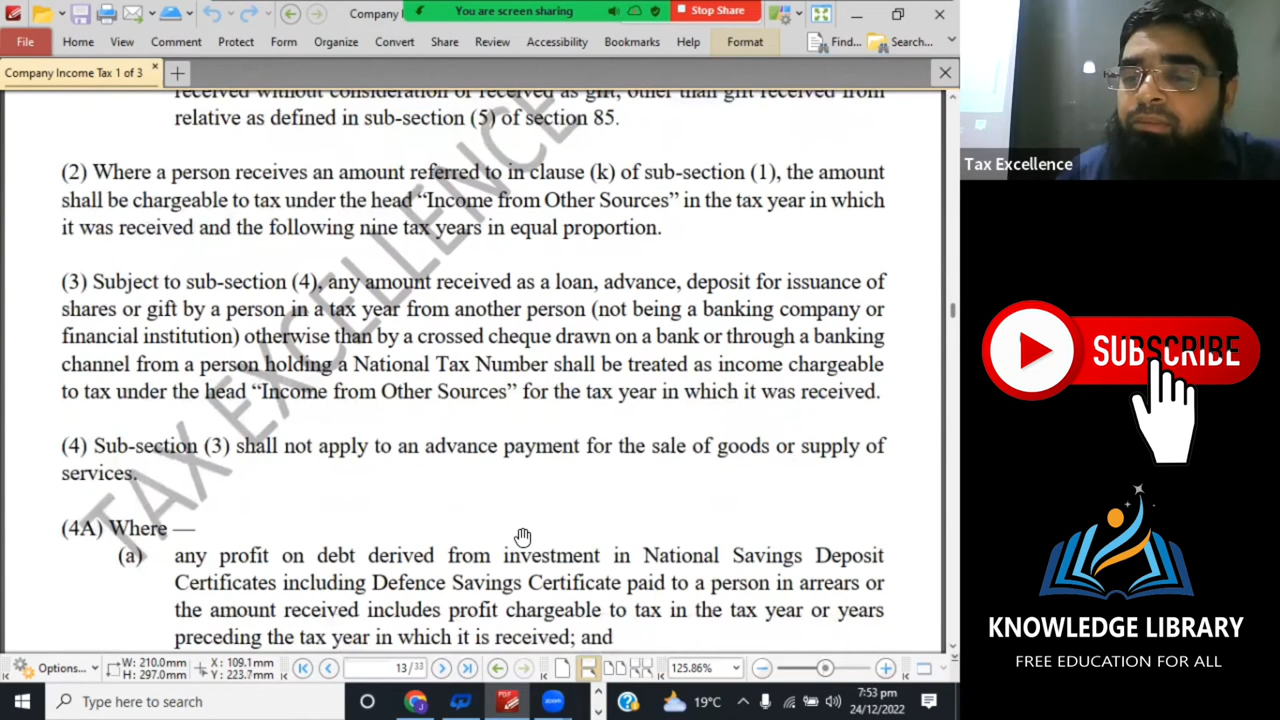 Company I
You are screen sharing
Stop Share
File
Home
View
Comment
Protect
Form
Organize
Convert
Share
Review
Accessibility
Bookmarks
Help
Format
Find...
Search...
Company Income Tax 1 of 3
received without consideration or received as gift, other than gift received from
relative as defined in sub-section (5) of section 85.
(2) Where a person receives an amount referred to in clause (k) of sub-section (1), the amount
shall be chargeable to tax under the head “Income from Other Sources” in the tax year in which
it was received and the following nine tax years in equal proportion.
(3) Subject to sub-section (4), any amount received as a loan, advance, deposit for issuance of
shares or gift by a person in a tax year from another person (not being a banking company or
financial institution) otherwise than by a crossed cheque drawn on a bank or through a banking
channel from a person holding a National Tax Number shall be treated as income chargeable
to tax under the head “Income from Other Sources” for the tax year in which it was received.
(4) Sub-section (3) shall not apply to an advance payment for the sale of goods or supply of
services.
(4A) Where —
(a) any profit on debt derived from investment in National Savings Deposit
Certificates including Defence Savings Certificate paid to a person in arrears or
the amount received includes profit chargeable to tax in the tax year or years
preceding the tax year in which it is received; and
TAX EXCELLENCE
Options...
W: 210.0mm
H: 297.0mm
X: 109.1mm
Y: 223.7mm
13 / 33
125.86%
Type here to search
19°C
7:53 pm
24/12/2022
Tax Excellence
SUBSCRIBE
KNOWLEDGE LIBRARY
FREE EDUCATION FOR ALL